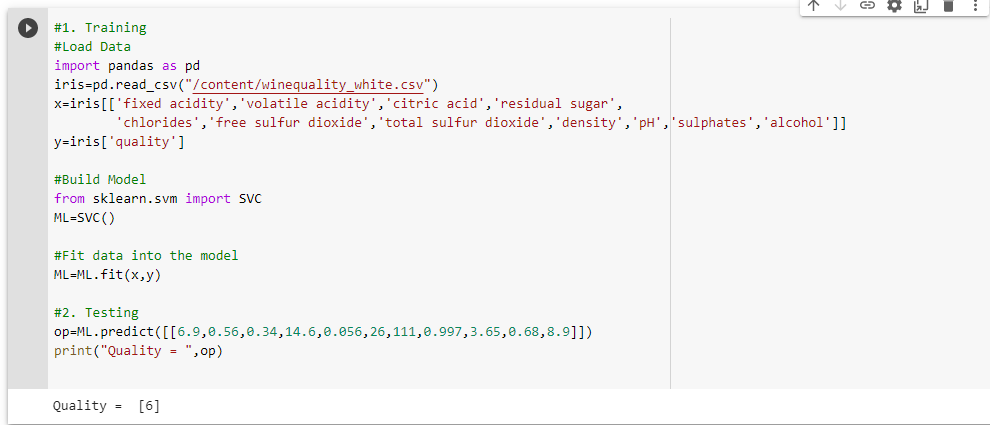 #1. Training
#Load Data
import pandas as pd
iris=pd.read_csv("/content/winequality_white.csv")
x=iris[['fixed acidity','volatile acidity','citric acid','residual sugar',
        'chlorides','free sulfur dioxide','total sulfur dioxide','density','pH','sulphates','alcohol']]
y=iris['quality']
#Build Model
from sklearn.svm import SVC
ML=SVC()
#Fit data into the model
ML=ML.fit(x,y)
#2. Testing
op=ML.predict([[6.9,0.56,0.34,14.6,0.056,26,111,0.997,3.65,0.68,8.9]])
print("Quality = ",op)
Quality =  [6]